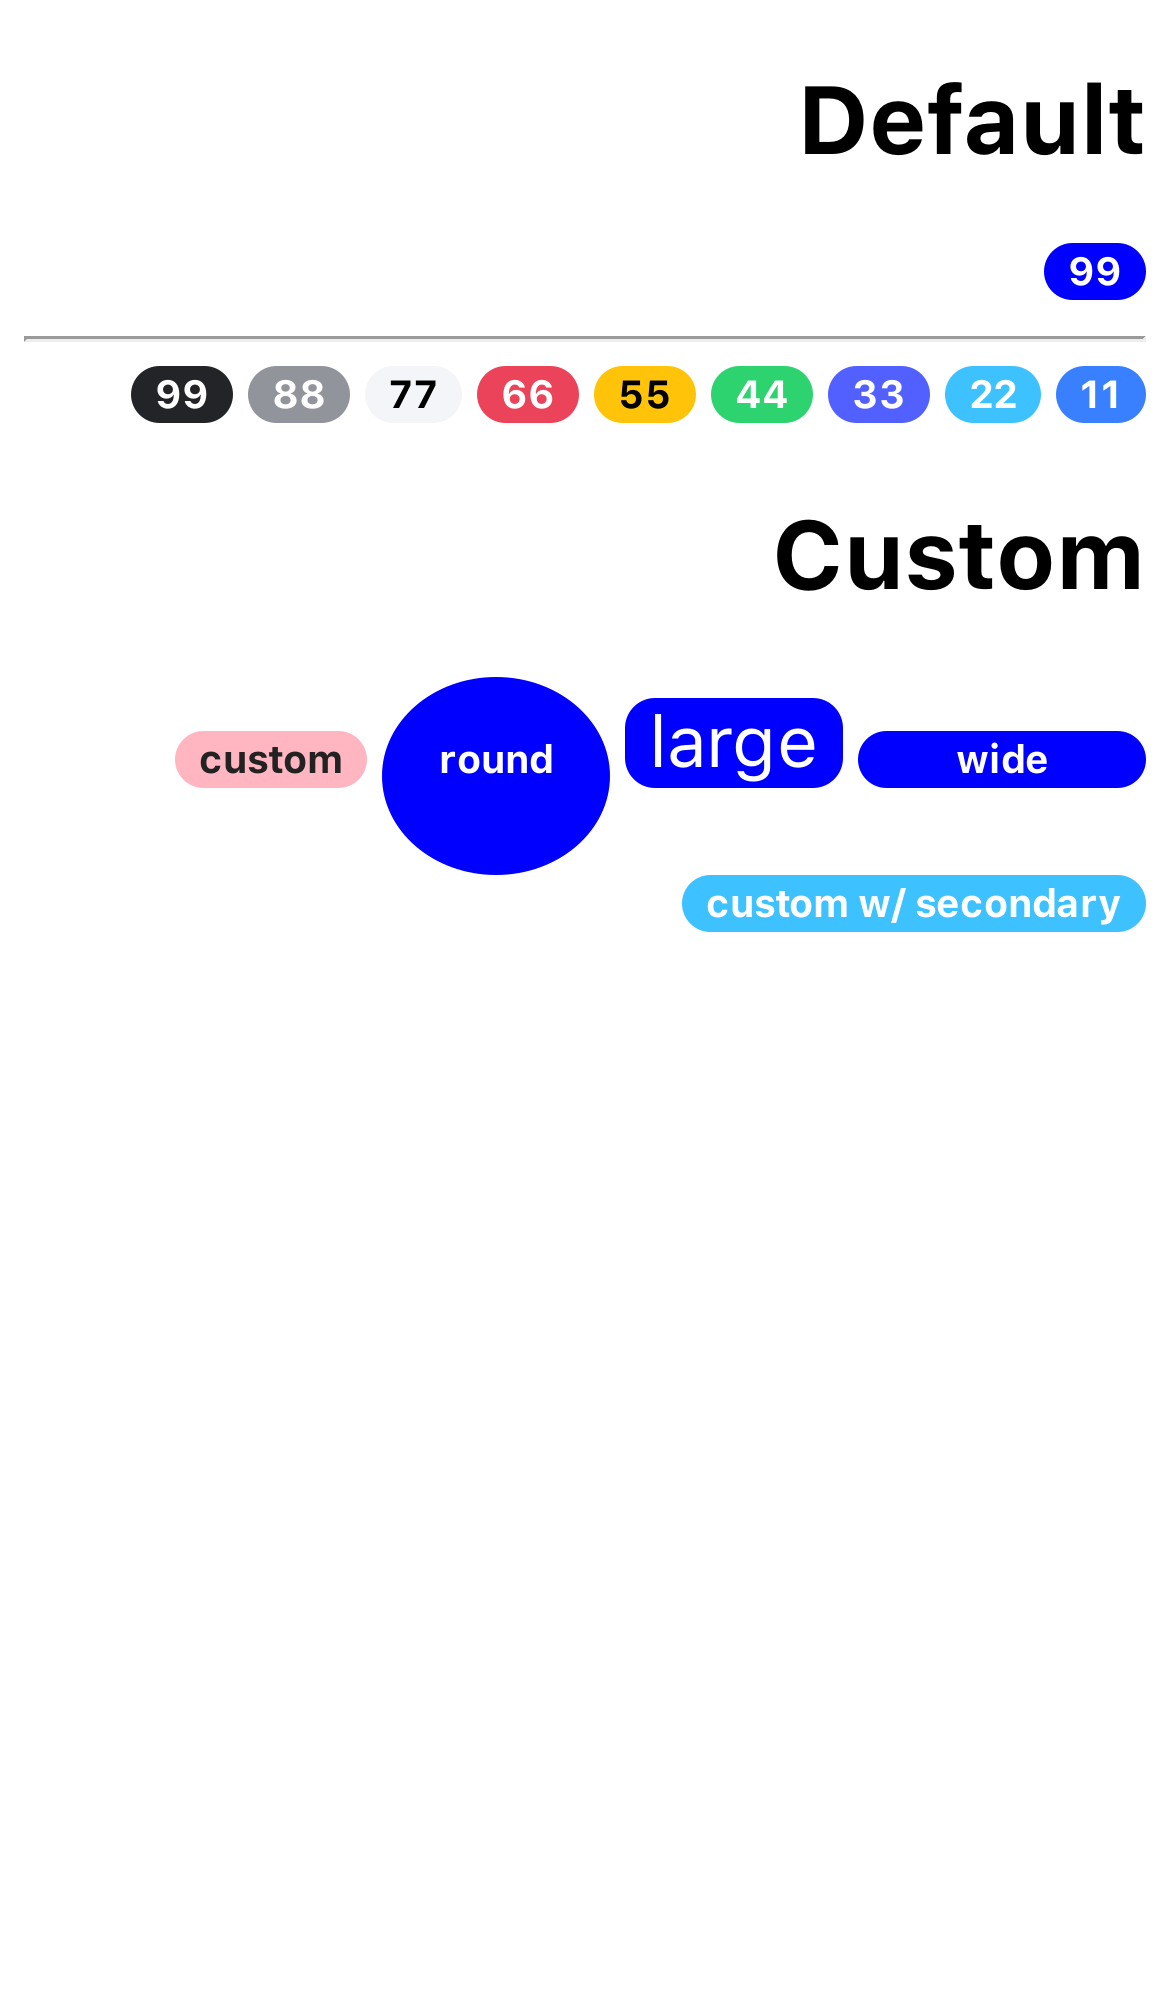 Default
99
99 88 77 66 55 44 33 22 11
Custom
custom round large wide
custom w/ secondary